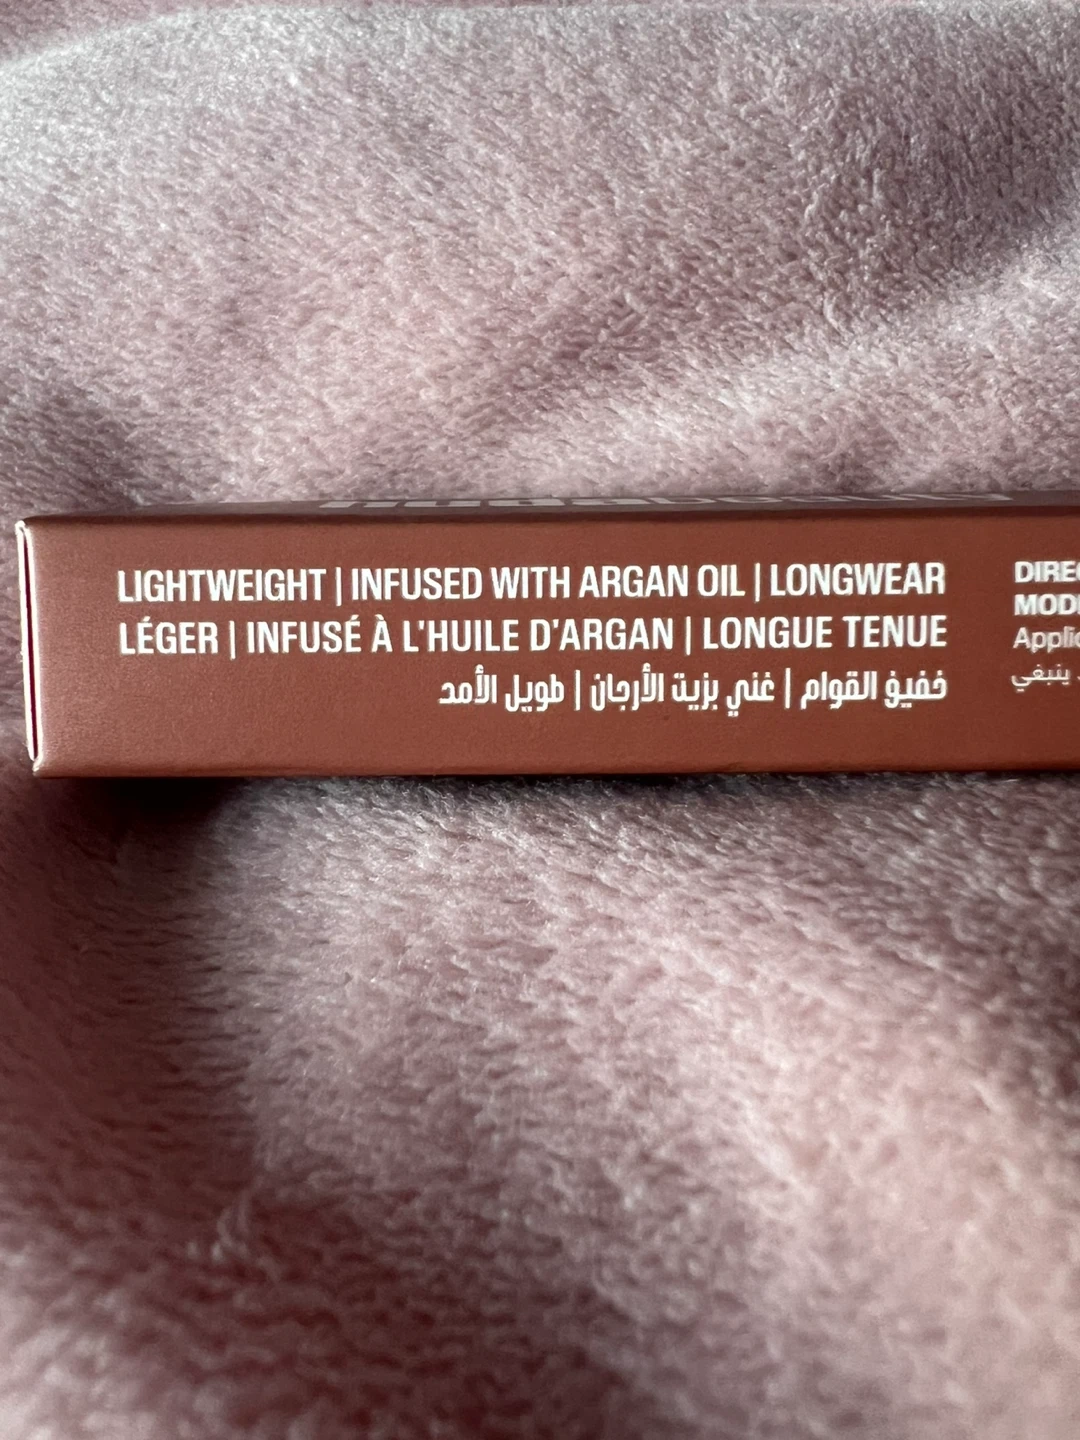 LIGHTWEIGHT | INFUSED WITH ARGAN OIL | LONGWEAR
LÉGER | INFUSÉ À L'HUILE D'ARGAN | LONGUE TENUE
خفيف القوام | غني بزيت الأرجان | طويل الأمد
ينبغي